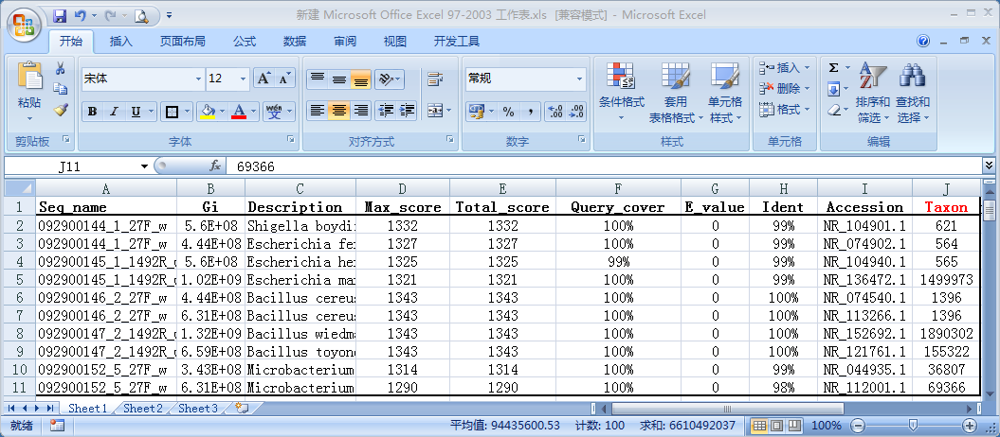 新建 Microsoft Office Excel 97-2003 工作表.xls [兼容模式] - Microsoft Excel
开始 插入 页面布局 公式 数据 审阅 视图 开发工具
粘贴
剪贴板
宋体 12
B I U
wén 文
字体
对齐方式
常规
%
数字
条件格式
套用
表格格式
单元格
样式
样式
插入
删除
格式
单元格
Σ
排序和
筛选
查找和
选择
编辑
J11 fx 69366
A B C D E F G H I J
1 Seq_name Gi Description Max_score Total_score Query_cover E_value Ident Accession Taxon
2 092900144_1_27F_w 5.6E+08 Shigella boydi 1332 1332 100% 0 99% NR_104901.1 621
3 092900144_1_27F_w 4.44E+08 Escherichia fe 1327 1327 100% 0 99% NR_074902.1 564
4 092900145_1_1492R_ 5.6E+08 Escherichia he 1325 1325 99% 0 99% NR_104940.1 565
5 092900145_1_1492R_ 1.02E+09 Escherichia ma 1321 1321 100% 0 99% NR_136472.1 1499973
6 092900146_2_27F_w 4.44E+08 Bacillus cereu 1343 1343 100% 0 100% NR_074540.1 1396
7 092900146_2_27F_w 6.31E+08 Bacillus cereu 1343 1343 100% 0 100% NR_113266.1 1396
8 092900147_2_1492R_ 1.32E+09 Bacillus wiedm 1343 1343 100% 0 100% NR_152692.1 1890302
9 092900147_2_1492R_ 6.59E+08 Bacillus toyon 1343 1343 100% 0 100% NR_121761.1 155322
10 092900152_5_27F_w 3.43E+08 Microbacterium 1314 1314 100% 0 99% NR_044935.1 36807
11 092900152_5_27F_w 6.31E+08 Microbacterium 1290 1290 100% 0 98% NR_112001.1 69366
Sheet1 Sheet2 Sheet3
就绪 平均值: 94435600.53 计数: 100 求和: 6610492037 100%